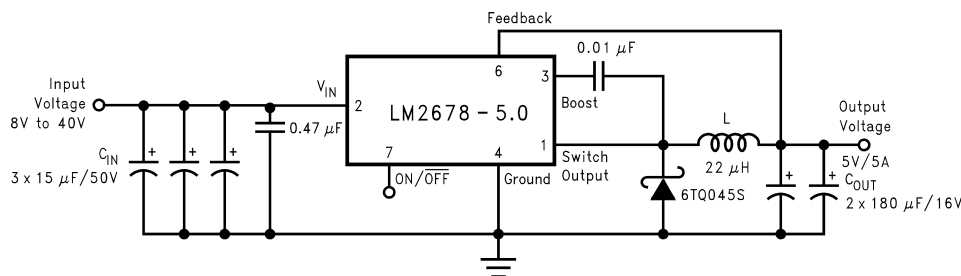 Feedback
0.01 μF
Input
Voltage
8V to 40V
V_IN
2
6
3
Boost
LM2678 – 5.0
0.47 μF
C_IN
3 x 15 μF/50V
+
+
+
7
4
1
ON/O̅F̅F̅
Ground
Switch
Output
L
22 μH
6TQ045S
Output
Voltage
5V/5A
+
+
C_OUT
2 x 180 μF/16V